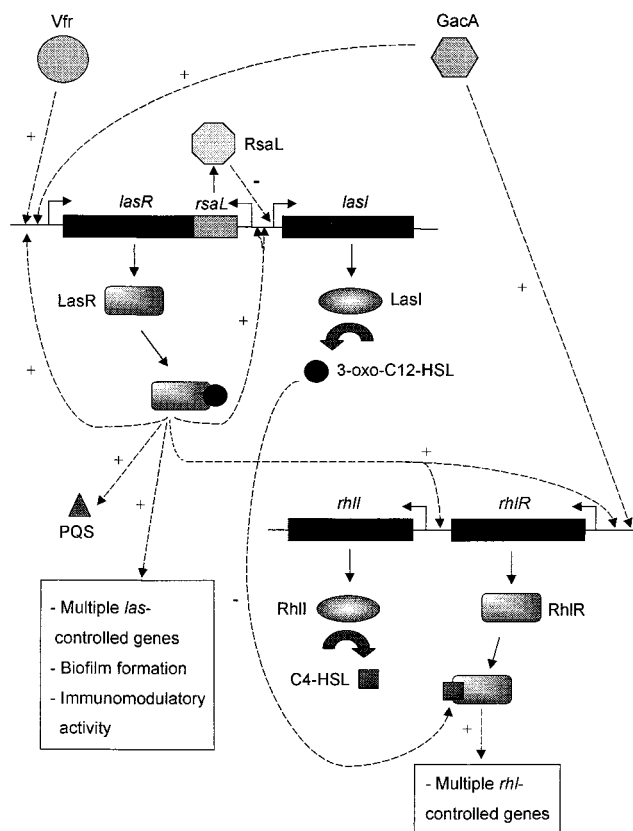 Vfr
GacA
+
+
RsaL
-
lasR
rsaL
lasI
LasR
LasI
+
+
+
3-oxo-C12-HSL
+
+
+
PQS
rhlI
rhlR
- Multiple las-
controlled genes
- Biofilm formation
- Immunomodulatory
activity
-
RhlI
RhlR
C4-HSL
+
- Multiple rhl-
controlled genes